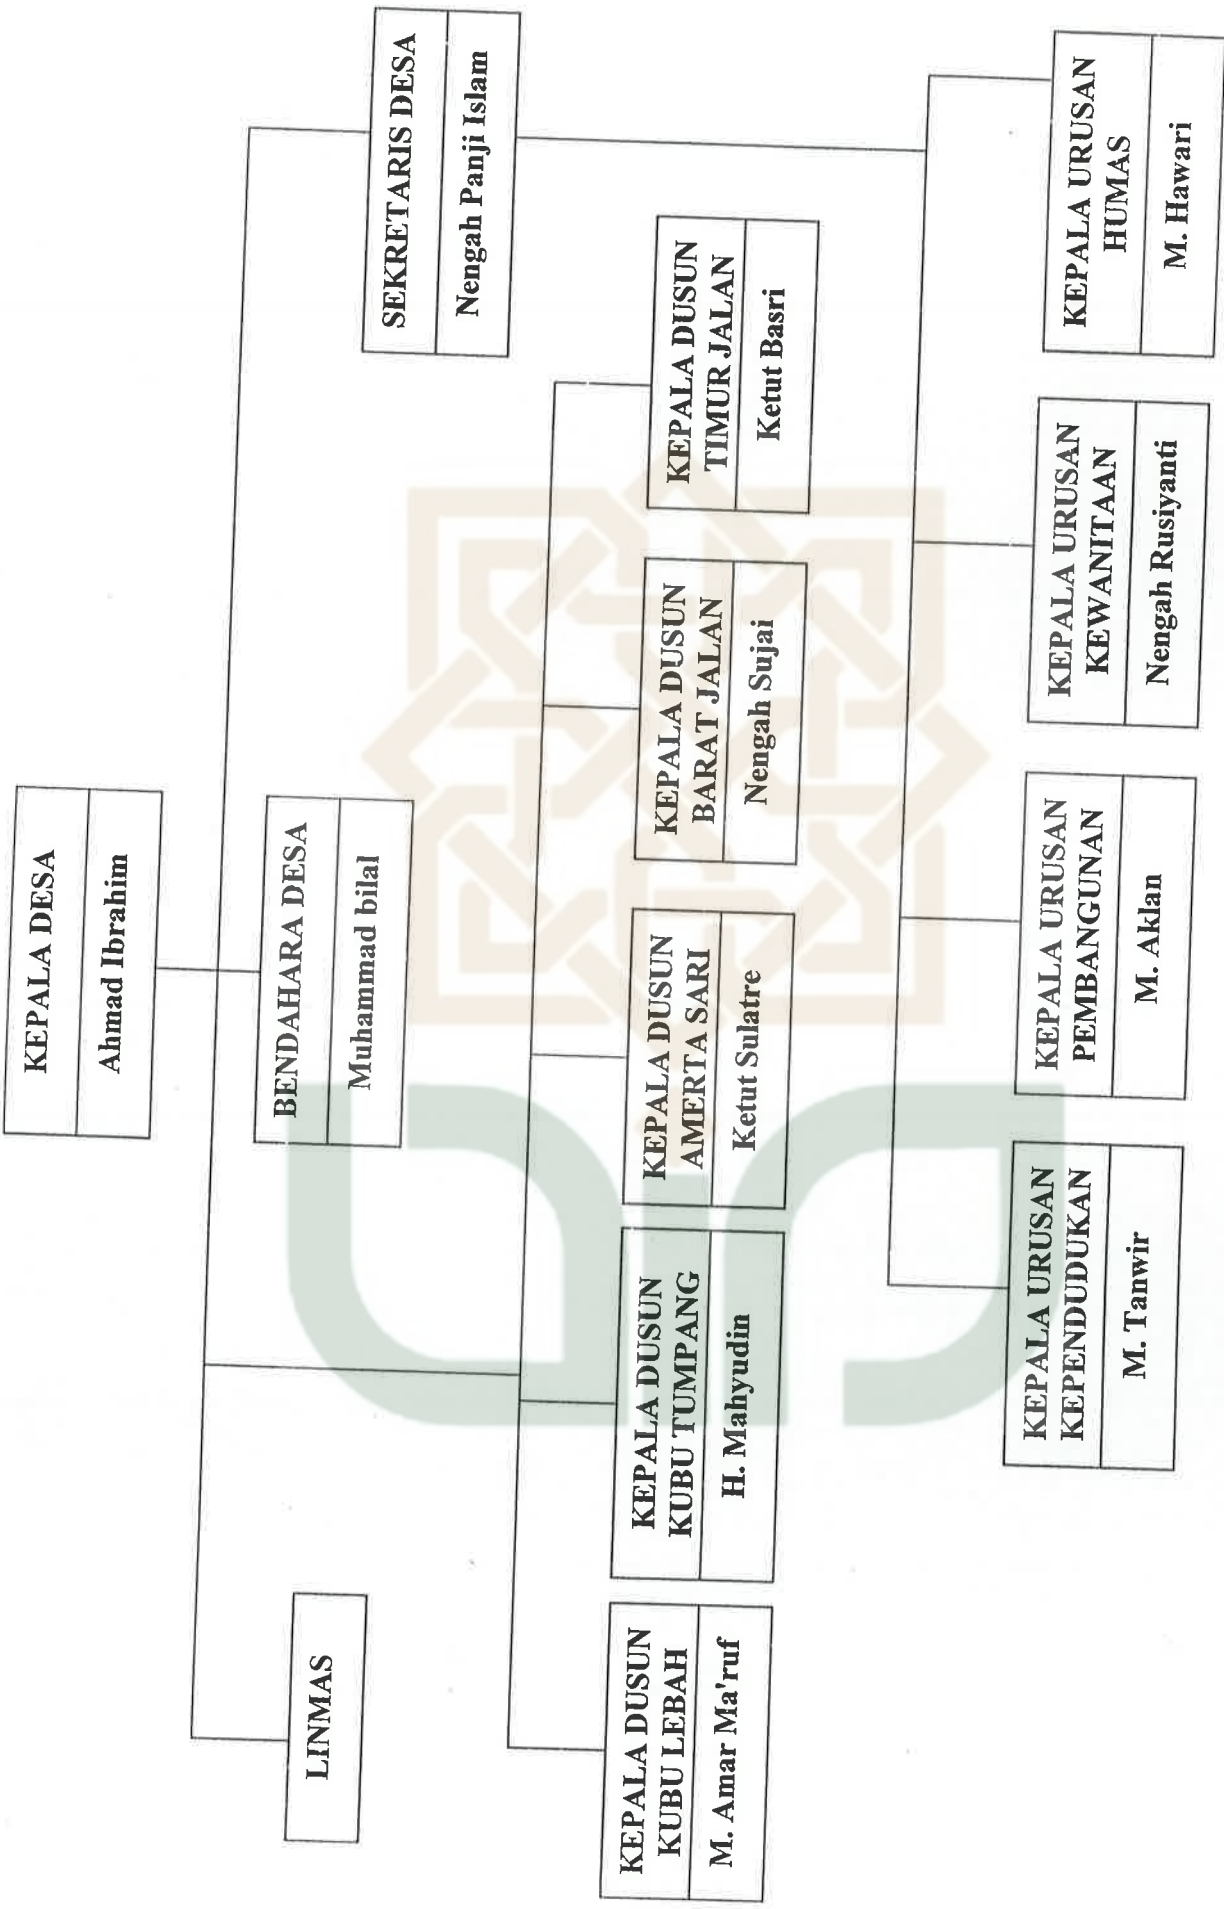 KEPALA DESA
Ahmad Ibrahim
LINMAS
BENDAHARA DESA
Muhammad bilal
SEKRETARIS DESA
Nengah Panji Islam
KEPALA DUSUN
KUBU LEBAH
M. Amar Ma'ruf
KEPALA DUSUN
KUBU TUMPANG
H. Mahyudin
KEPALA DUSUN
AMERTA SARI
Ketut Sulatre
KEPALA DUSUN
BARAT JALAN
Nengah Sujai
KEPALA DUSUN
TIMUR JALAN
Ketut Basri
KEPALA URUSAN
KEPENDUDUKAN
M. Tanwir
KEPALA URUSAN
PEMBANGUNAN
M. Aklan
KEPALA URUSAN
KEWANITAAN
Nengah Rusiyanti
KEPALA URUSAN
HUMAS
M. Hawari